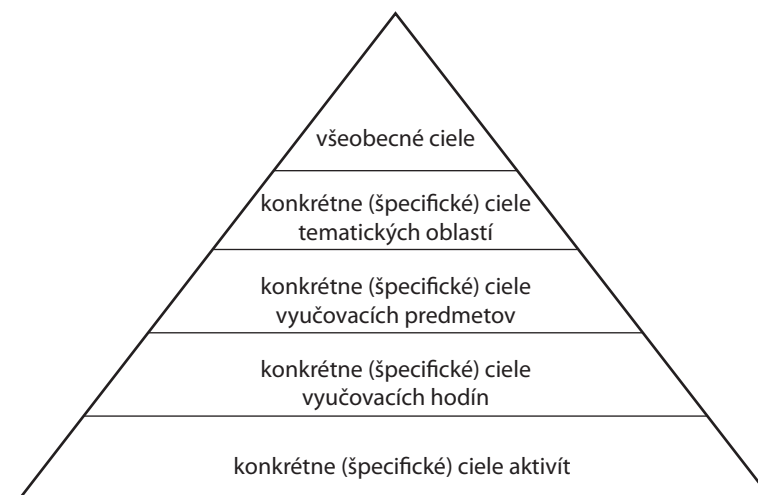 všeobecné ciele
konkrétne (špecifické) ciele
tematických oblastí
konkrétne (špecifické) ciele
vyučovacích predmetov
konkrétne (špecifické) ciele
vyučovacích hodín
konkrétne (špecifické) ciele aktivít